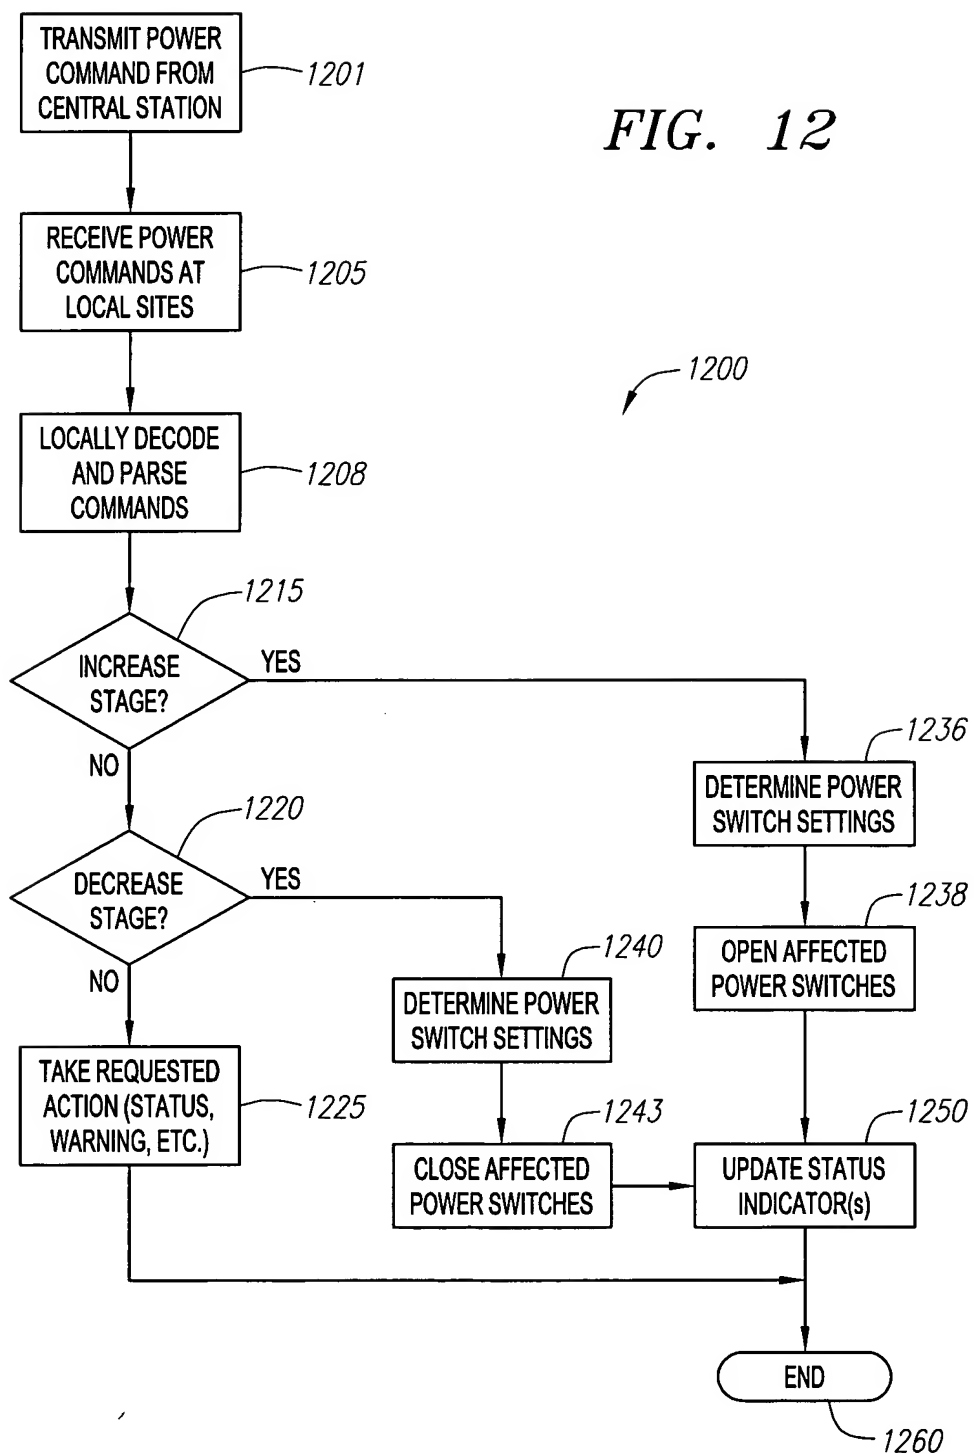 TRANSMIT POWER
COMMAND FROM
CENTRAL STATION
1201
FIG. 12
RECEIVE POWER
COMMANDS AT
LOCAL SITES
1205
1200
LOCALLY DECODE
AND PARSE
COMMANDS
1208
1215
INCREASE
STAGE?
YES
NO
1236
DETERMINE POWER
SWITCH SETTINGS
1220
DECREASE
STAGE?
YES
NO
1238
OPEN AFFECTED
POWER SWITCHES
1240
DETERMINE POWER
SWITCH SETTINGS
TAKE REQUESTED
ACTION (STATUS,
WARNING, ETC.)
1225
1243
CLOSE AFFECTED
POWER SWITCHES
1250
UPDATE STATUS
INDICATOR(s)
END
1260